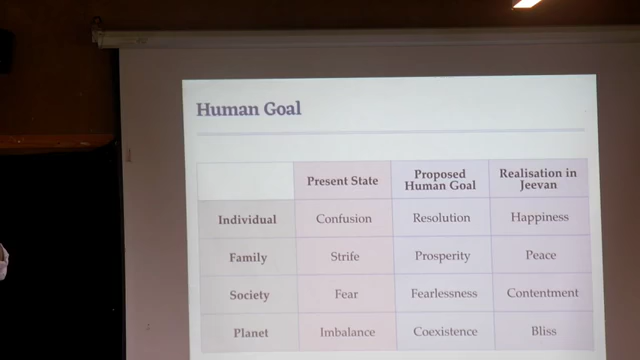 Human Goal
Present State Proposed Human Goal Realisation in Jeevan
Individual Confusion Resolution Happiness
Family Strife Prosperity Peace
Society Fear Fearlessness Contentment
Planet Imbalance Coexistence Bliss